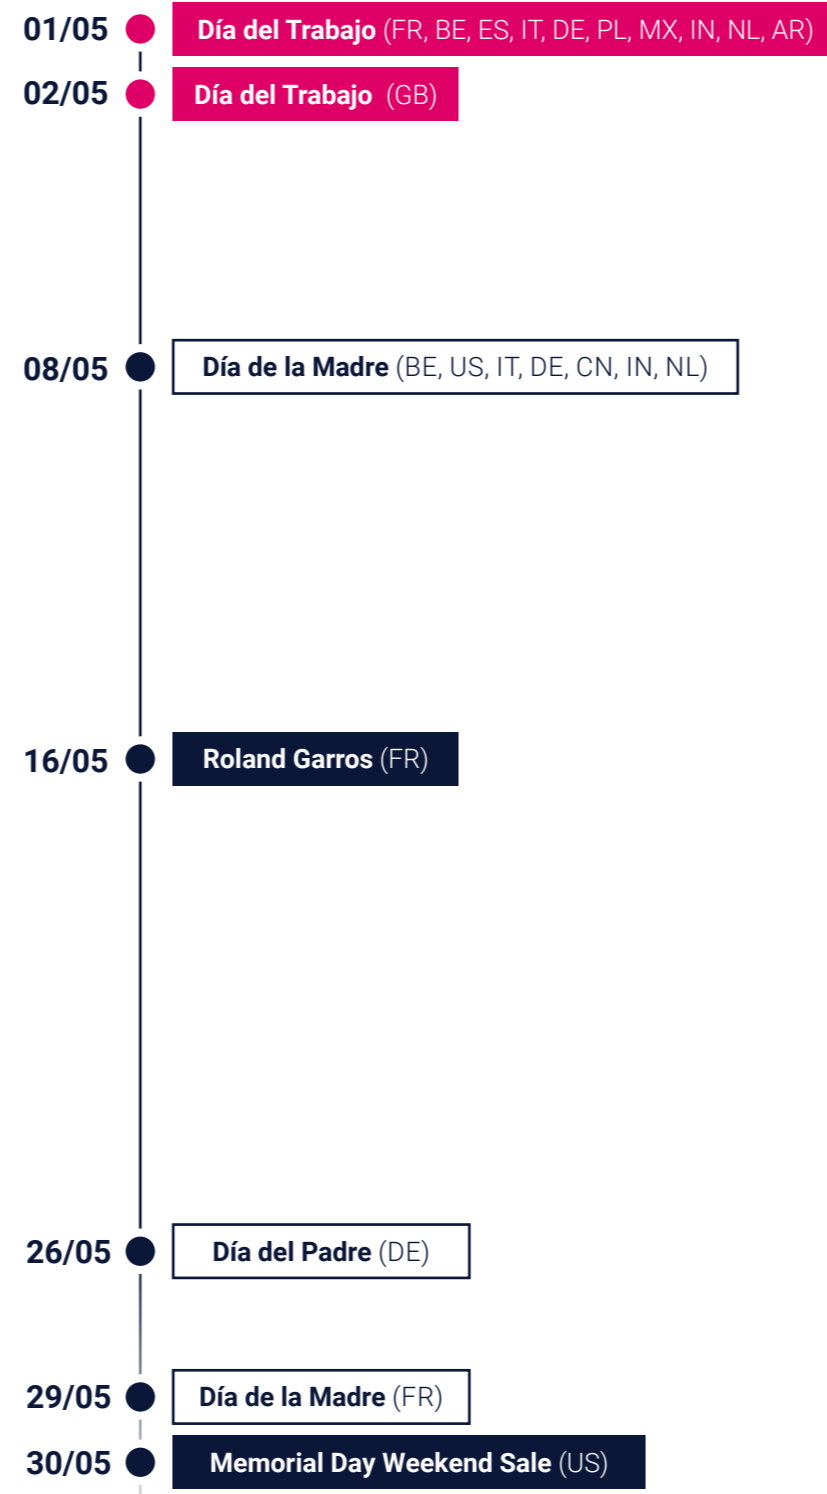 01/05 Día del Trabajo (FR, BE, ES, IT, DE, PL, MX, IN, NL, AR)
02/05 Día del Trabajo (GB)
08/05 Día de la Madre (BE, US, IT, DE, CN, IN, NL)
16/05 Roland Garros (FR)
26/05 Día del Padre (DE)
29/05 Día de la Madre (FR)
30/05 Memorial Day Weekend Sale (US)